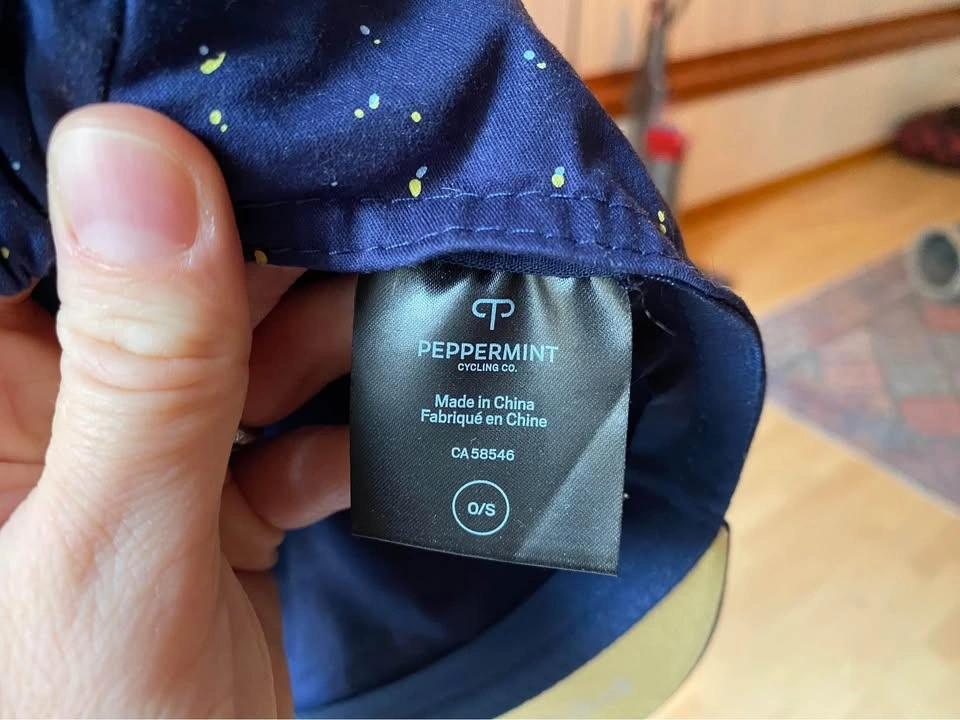 PEPPERMINT
CYCLING CO.
Made in China
Fabriqué en Chine
CA 58546
O/S